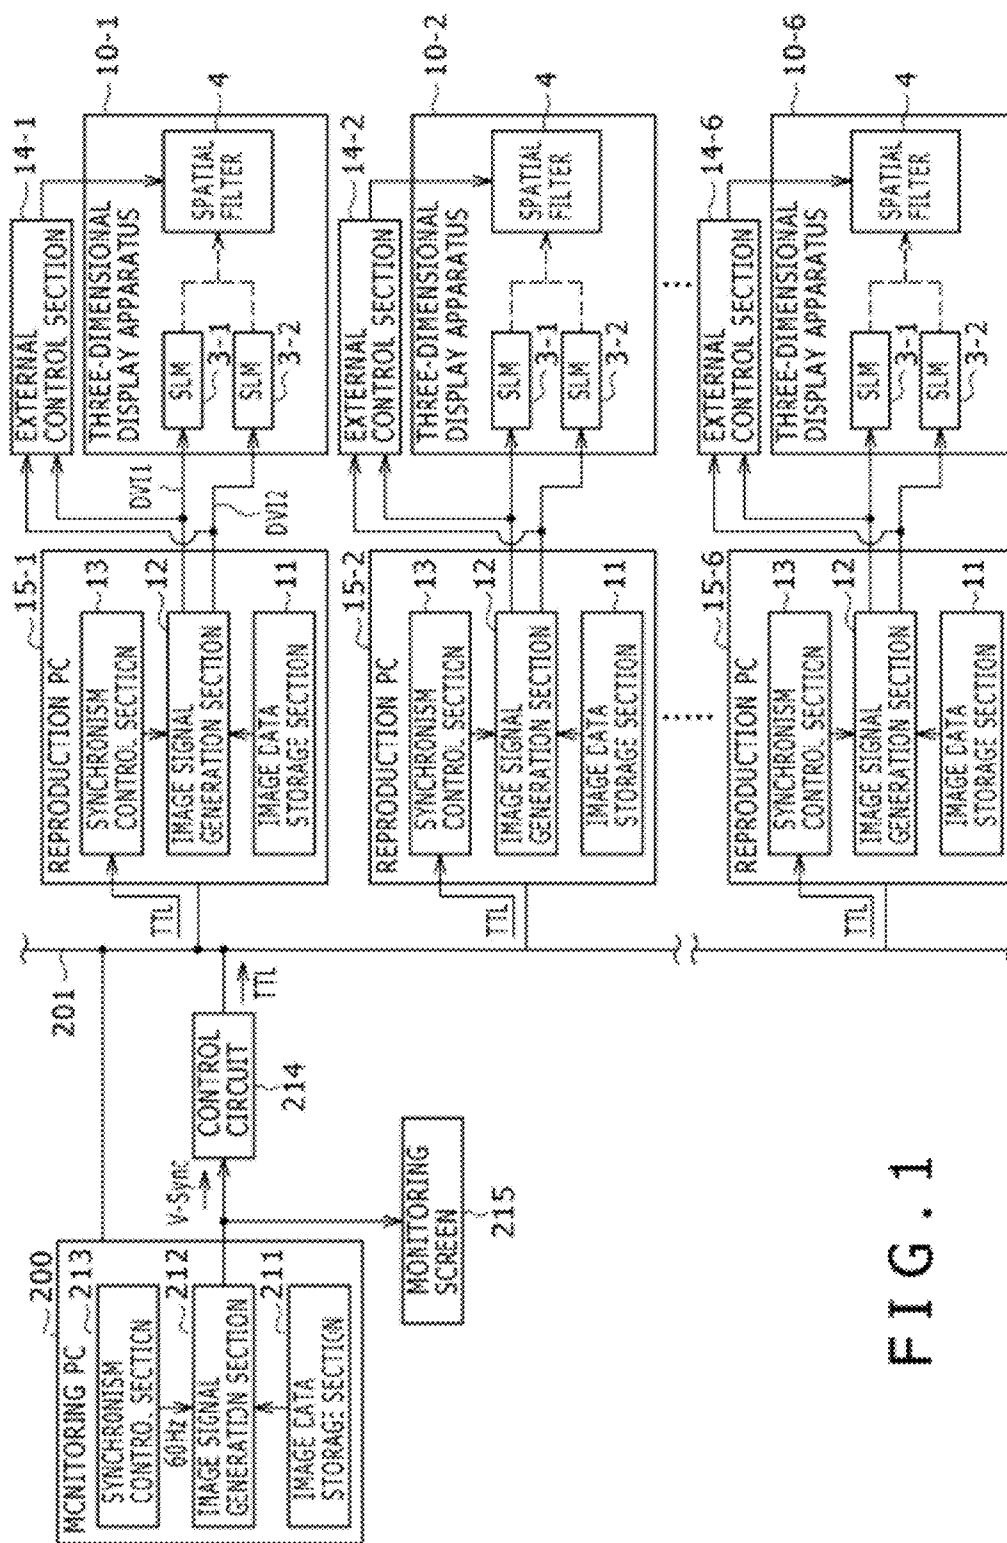 MCNITORING PC
200
213
SYNCHRONISM
CONTROL SECTION
60Hz
212
IMAGE SIGNAL
GENERATION SECTION
211
IMAGE DATA
STORAGE SECTION
V-Sync
CONTROL
CIRCUIT
214
TTL
MONITORING
SCREEN
215
201
15-1
REPRODUCTION PC
TTL
SYNCHRONISM
CONTROL SECTION
13
IMAGE SIGNAL
GENERATION SECTION
12
IMAGE DATA
STORAGE SECTION
11
DVI1
DVI2
EXTERNAL
CONTROL SECTION
14-1
THREE-DIMENSIONAL
DISPLAY APPARATUS
10-1
SLM
3-1
SLM
3-2
SPATIAL
FILTER
4
15-2
REPRODUCTION PC
TTL
SYNCHRONISM
CONTROL SECTION
13
IMAGE SIGNAL
GENERATION SECTION
12
IMAGE DATA
STORAGE SECTION
11
EXTERNAL
CONTROL SECTION
14-2
THREE-DIMENSIONAL
DISPLAY APPARATUS
10-2
SLM
3-1
SLM
3-2
SPATIAL
FILTER
4
15-6
REPRODUCTION PC
TTL
SYNCHRONISM
CONTROL SECTION
13
IMAGE SIGNAL
GENERATION SECTION
12
IMAGE DATA
STORAGE SECTION
11
EXTERNAL
CONTROL SECTION
14-6
THREE-DIMENSIONAL
DISPLAY APPARATUS
10-6
SLM
3-1
SLM
3-2
SPATIAL
FILTER
4
FIG. 1